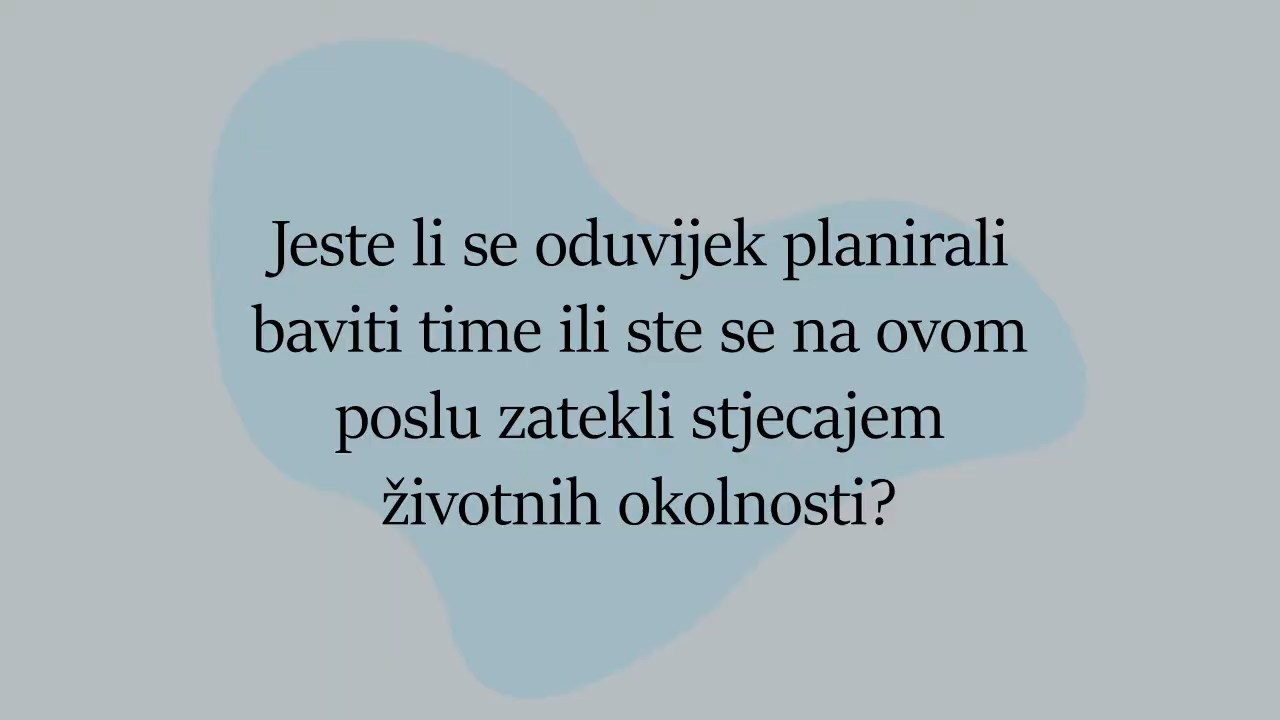 Jeste li se oduvijek planirali
baviti time ili ste se na ovom
poslu zatekli stjecajem
životnih okolnosti?